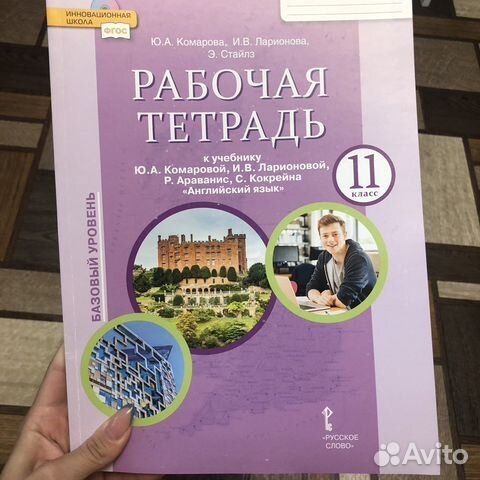 ИННОВАЦИОННАЯ
ШКОЛА
ФГОС
Ю.А. Комарова, И.В. Ларионова,
Э. Стайлз
РАБОЧАЯ
ТЕТРАДЬ
к учебнику
Ю.А. Комаровой, И.В. Ларионовой,
Р. Араванис, С. Кокрейна
«Английский язык»
11
класс
БАЗОВЫЙ УРОВЕНЬ
«РУССКОЕ
СЛОВО»
Avito